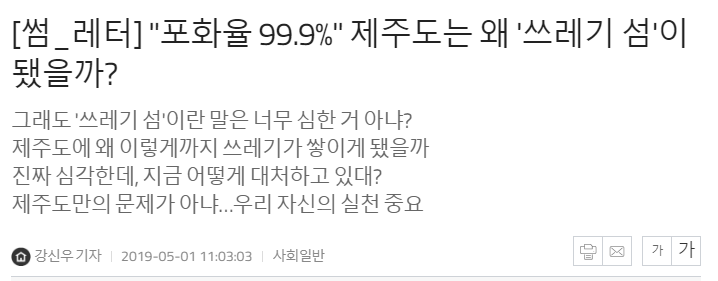 [썸_레터] "포화율 99.9%" 제주도는 왜 '쓰레기 섬'이
됐을까?
그래도 '쓰레기 섬'이란 말은 너무 심한 거 아냐?
제주도에 왜 이렇게까지 쓰레기가 쌓이게 됐을까
진짜 심각한데, 지금 어떻게 대처하고 있대?
제주도만의 문제가 아냐...우리 자신의 실천 중요
강신우 기자 | 2019-05-01 11:03:03 | 사회일반 가 가